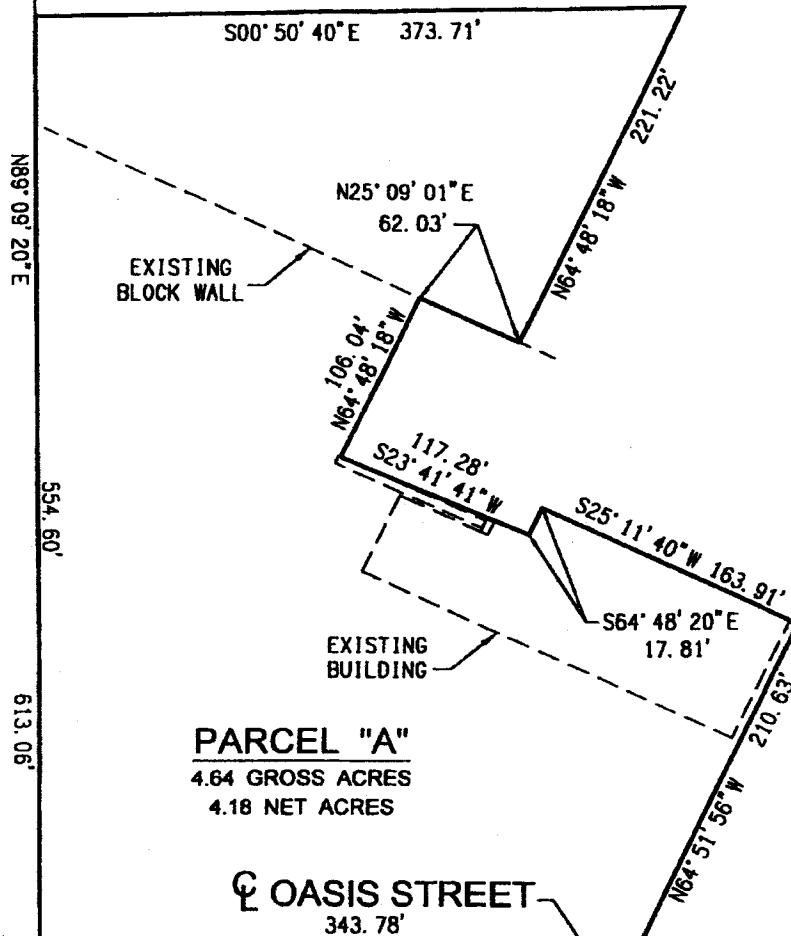 S00°50'40"E 373.71'
221.22'
N64°48'18"W
N89°09'20"E
N25°09'01"E
62.03'
EXISTING
BLOCK WALL
106.04'
N64°48'18"W
117.28'
S23°41'41"W
S25°11'40"W 163.91'
554.60'
S64°48'20"E
17.81'
EXISTING
BUILDING
210.63'
N64°51'56"W
613.06'
PARCEL "A"
4.64 GROSS ACRES
4.18 NET ACRES
℄ OASIS STREET
343.78'